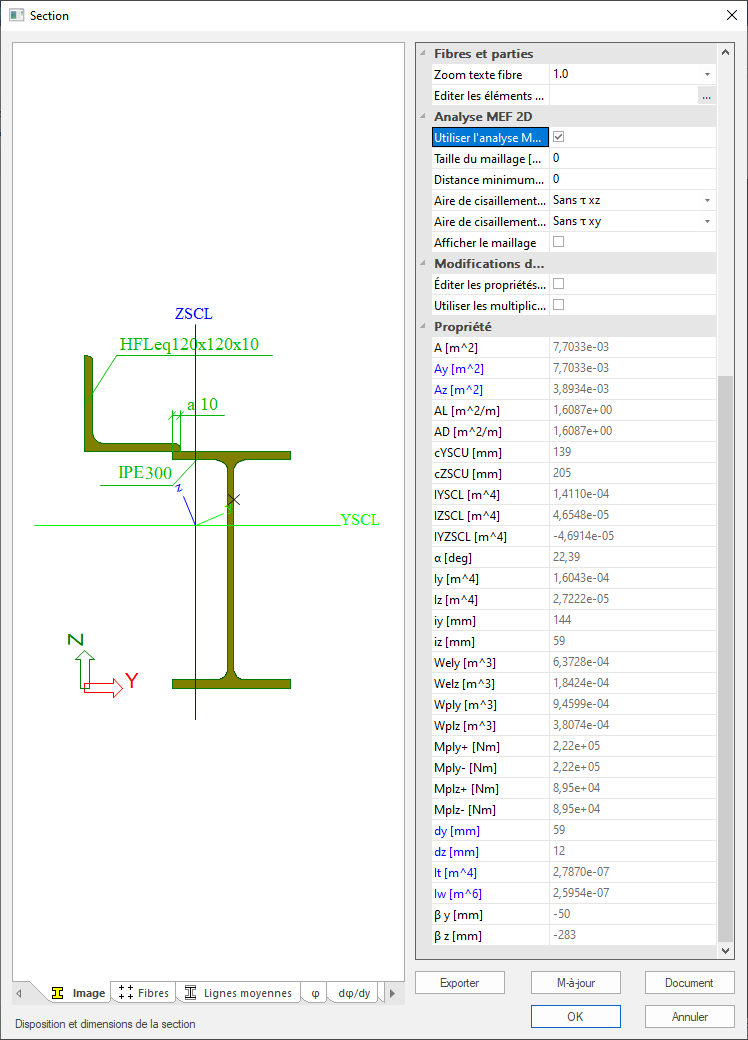 Section
ZSCL
HFLeq120x120x10
a 10
IPE300
z
YSCL
Z
Y
Image
Fibres
Lignes moyennes
φ
dφ/dy
Disposition et dimensions de la section
Fibres et parties
Zoom texte fibre 1.0
Editer les éléments ... ...
Analyse MEF 2D
Utiliser l'analyse M...
Taille du maillage [... 0
Distance minimum... 0
Aire de cisaillement... Sans τ xz
Aire de cisaillement... Sans τ xy
Afficher le maillage
Modifications d...
Éditer les propriétés...
Utiliser les multiplic...
Propriété
A [m^2] 7,7033e-03
Ay [m^2] 7,7033e-03
Az [m^2] 3,8934e-03
AL [m^2/m] 1,6087e+00
AD [m^2/m] 1,6087e+00
cYSCU [mm] 139
cZSCU [mm] 205
IYSCL [m^4] 1,4110e-04
IZSCL [m^4] 4,6548e-05
IYZSCL [m^4] -4,6914e-05
α [deg] 22,39
Iy [m^4] 1,6043e-04
Iz [m^4] 2,7222e-05
iy [mm] 144
iz [mm] 59
Wely [m^3] 6,3728e-04
Welz [m^3] 1,8424e-04
Wply [m^3] 9,4599e-04
Wplz [m^3] 3,8074e-04
Mply+ [Nm] 2,22e+05
Mply- [Nm] 2,22e+05
Mplz+ [Nm] 8,95e+04
Mplz- [Nm] 8,95e+04
dy [mm] 59
dz [mm] 12
It [m^4] 2,7870e-07
Iw [m^6] 2,5954e-07
β y [mm] -50
β z [mm] -283
Exporter
M-à-jour
Document
OK
Annuler